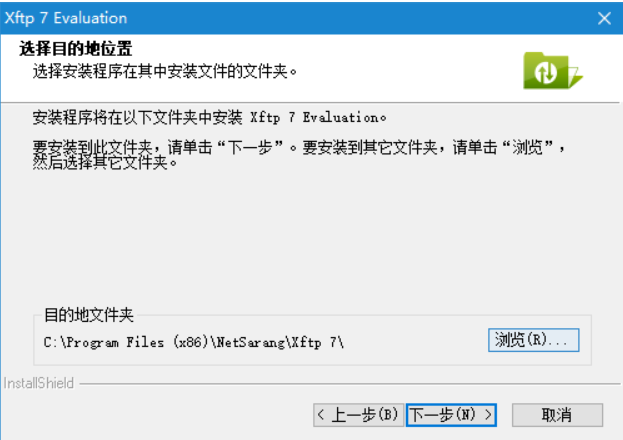 Xftp 7 Evaluation
选择目的地位置
选择安装程序在其中安装文件的文件夹。
安装程序将在以下文件夹中安装 Xftp 7 Evaluation。
要安装到此文件夹，请单击“下一步”。要安装到其它文件夹，请单击“浏览”，
然后选择其它文件夹。
目的地文件夹
C:\Program Files (x86)\NetSarang\Xftp 7\
浏览(R)...
InstallShield
< 上一步(B)
下一步(N) >
取消